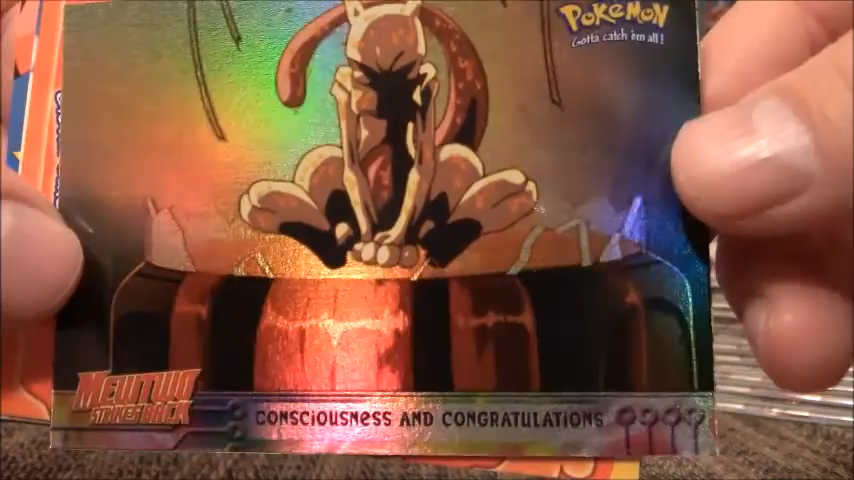 POKéMON
Gotta catch 'em all!
MEWTWO
STRIKES BACK
CONSCIOUSNESS AND CONGRATULATIONS